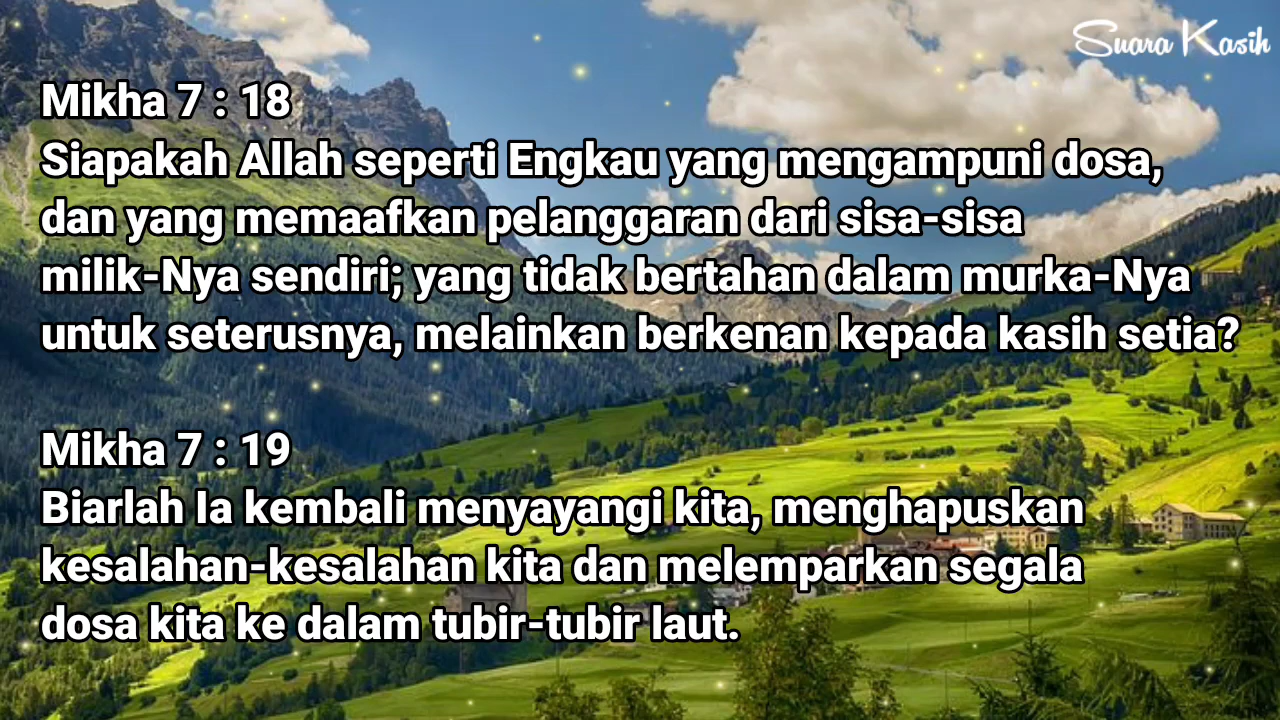 Suara Kasih
Mikha 7 : 18
Siapakah Allah seperti Engkau yang mengampuni dosa,
dan yang memaafkan pelanggaran dari sisa-sisa
milik-Nya sendiri; yang tidak bertahan dalam murka-Nya
untuk seterusnya, melainkan berkenan kepada kasih setia?
Mikha 7 : 19
Biarlah Ia kembali menyayangi kita, menghapuskan
kesalahan-kesalahan kita dan melemparkan segala
dosa kita ke dalam tubir-tubir laut.